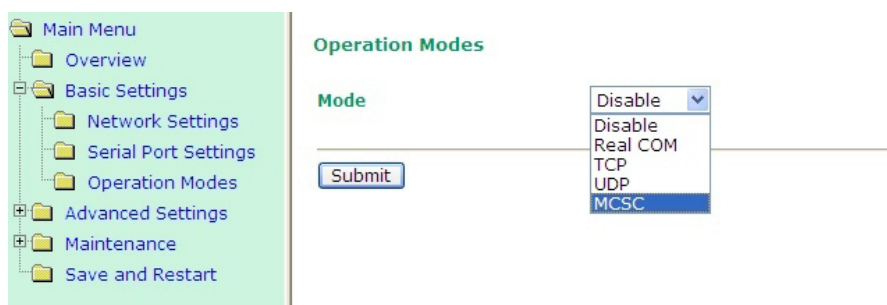 Main Menu
Overview
Basic Settings
Network Settings
Serial Port Settings
Operation Modes
Advanced Settings
Maintenance
Save and Restart
Operation Modes
Mode
Disable
Disable
Real COM
TCP
UDP
MCSC
Submit